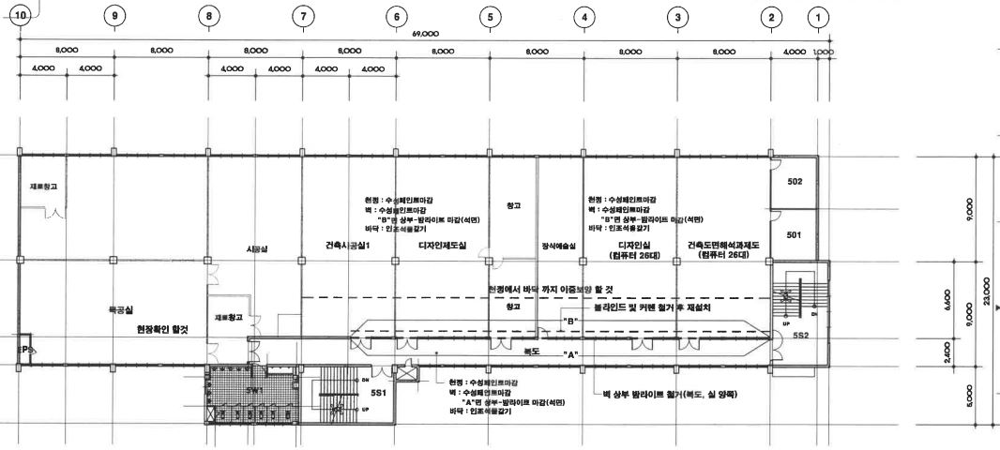 10 9 8 7 6 5 4 3 2 1
69,000
8,000 8,000 8,000 8,000 8,000 8,000 8,000 8,000 4,000 1,000
4,000 4,000 4,000 4,000 4,000 4,000
재료창고
천정 : 수성페인트마감
벽 : 수성페인트마감
"B"면 상부-밤라이트 마감(석면)
바닥 : 인조석물갈기
창고
천정 : 수성페인트마감
벽 : 수성페인트마감
"B"면 상부-밤라이트 마감(석면)
바닥 : 인조석물갈기
502
501
시공실
건축시공실1
디자인제도실
장식예술실
디자인실
(컴퓨터 26대)
건축도면해석과제도
(컴퓨터 26대)
9,000
23,000
목공실
현장확인 할것
재료창고
천정에서 바닥 까지 이중보양 할 것
창고
블라인드 및 커텐 철거 후 재설치
"B"
복도
"A"
UP
DN
5S2
6,600
9,000
2,400
EPS
5W1
DN
UP
5S1
천정 : 수성페인트마감
벽 : 수성페인트마감
"A"면 상부-밤라이트 마감(석면)
바닥 : 인조석물갈기
벽 상부 밤라이트 철거(복도, 실 양쪽)
5,000